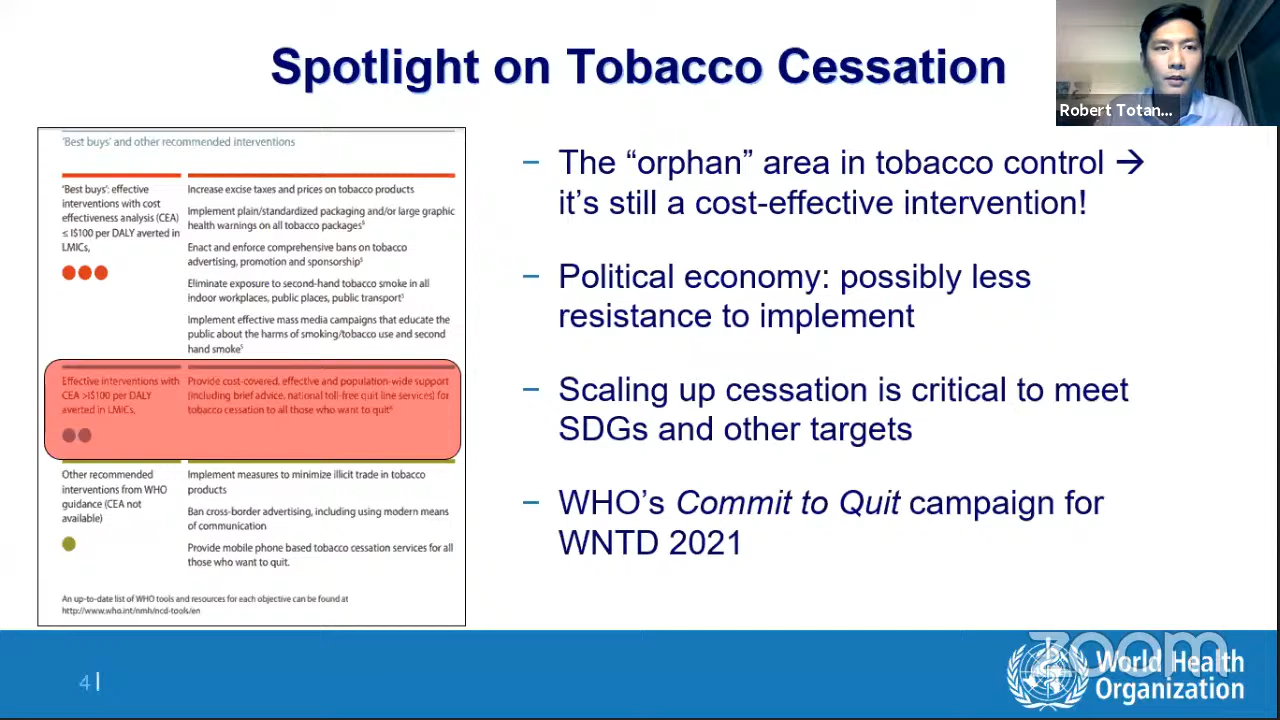 Spotlight on Tobacco Cessation
Robert Totan...
'Best buys' and other recommended interventions
'Best buys': effective
interventions with cost
effectiveness analysis (CEA)
≤ I$100 per DALY averted in
LMICs,
Increase excise taxes and prices on tobacco products
Implement plain/standardized packaging and/or large graphic
health warnings on all tobacco packages⁵
Enact and enforce comprehensive bans on tobacco
advertising, promotion and sponsorship⁵
Eliminate exposure to second-hand tobacco smoke in all
indoor workplaces, public places, public transport⁵
Implement effective mass media campaigns that educate the
public about the harms of smoking/tobacco use and second
hand smoke⁵
Effective interventions with
CEA >I$100 per DALY
averted in LMICs,
Provide cost-covered, effective and population-wide support
(including brief advice, national toll-free quit line services) for
tobacco cessation to all those who want to quit⁶
Other recommended
interventions from WHO
guidance (CEA not
available)
Implement measures to minimize illicit trade in tobacco
products
Ban cross-border advertising, including using modern means
of communication
Provide mobile phone based tobacco cessation services for all
those who want to quit.
An up-to-date list of WHO tools and resources for each objective can be found at
http://www.who.int/nmh/ncd-tools/en
– The “orphan” area in tobacco control →
it’s still a cost-effective intervention!
– Political economy: possibly less
resistance to implement
– Scaling up cessation is critical to meet
SDGs and other targets
– WHO’s Commit to Quit campaign for
WNTD 2021
4|
zoom
World Health
Organization